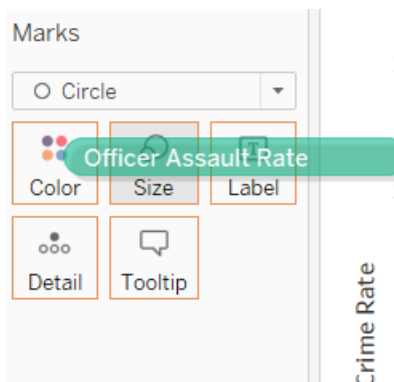 Marks
Circle
Officer Assault Rate
Color
Size
Label
Detail
Tooltip
Crime Rate